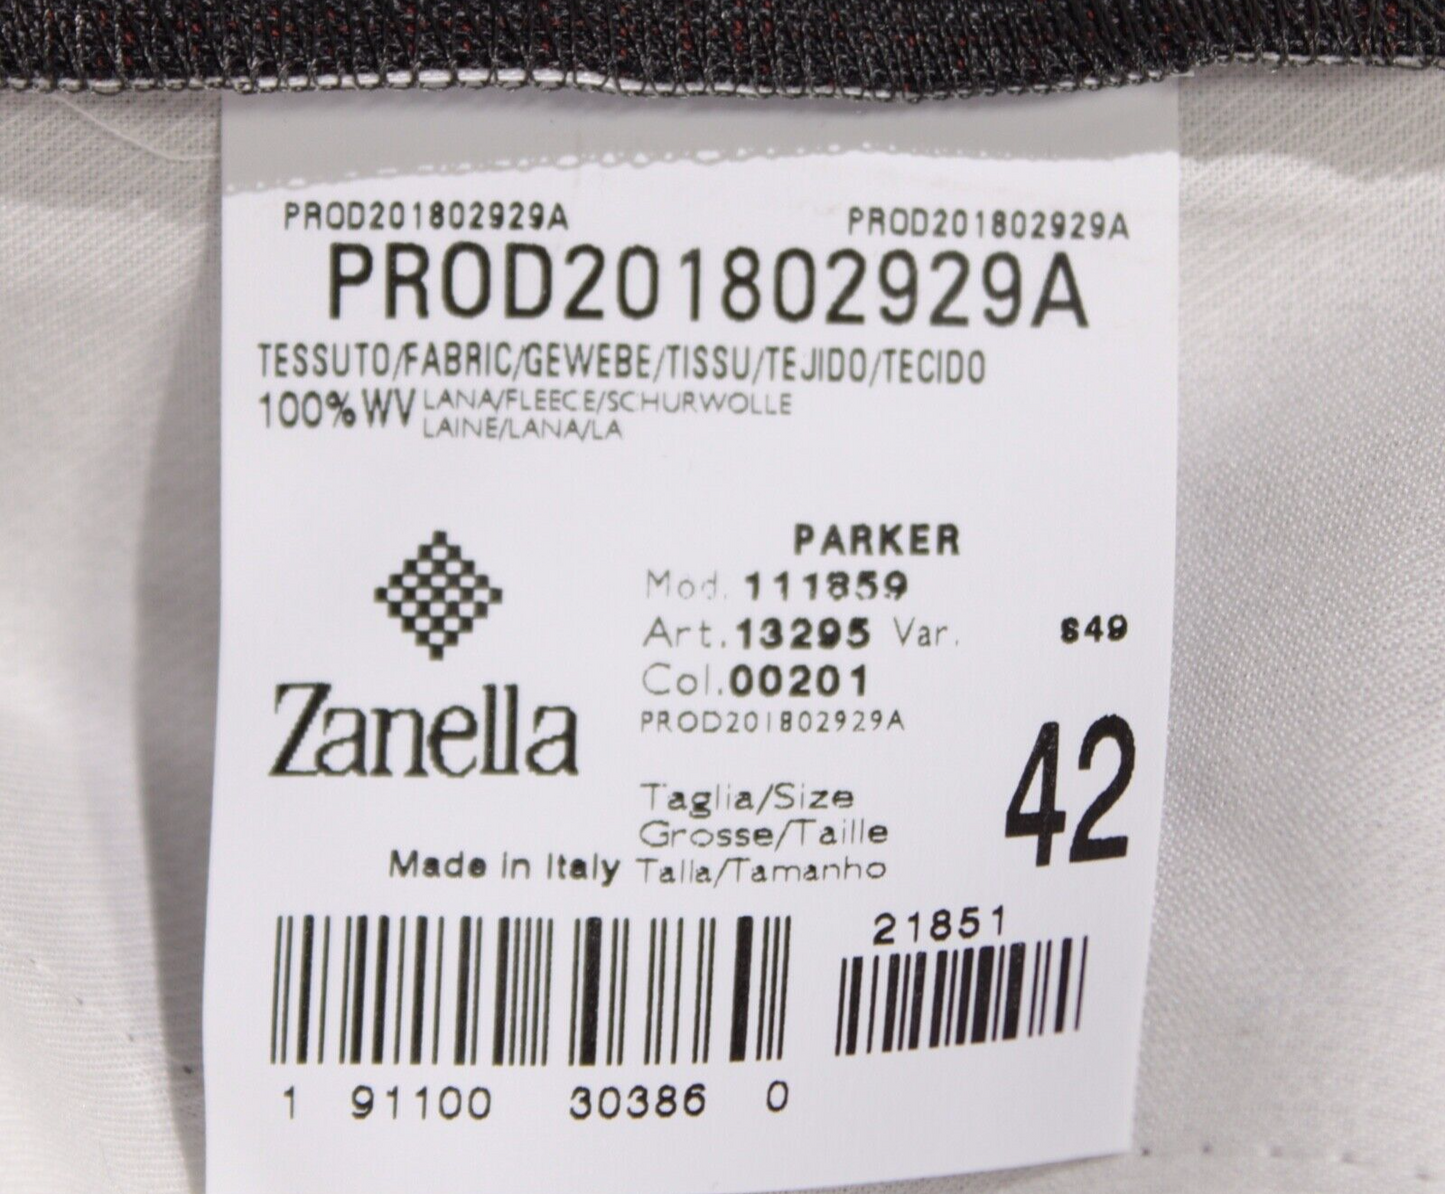 PROD201802929A PROD201802929A
PROD201802929A
TESSUTO/FABRIC/GEWEBE/TISSU/TEJIDO/TECIDO
100% WV LANA/FLEECE/SCHURWOLLE
LAINE/LANA/LA
PARKER
Mod. 111859
Art. 13295 Var. S49
Col. 00201
PROD201802929A
Zanella
42
Taglia/Size
Grosse/Taille
Made in Italy Talla/Tamanho
21851
1 91100 30386 0